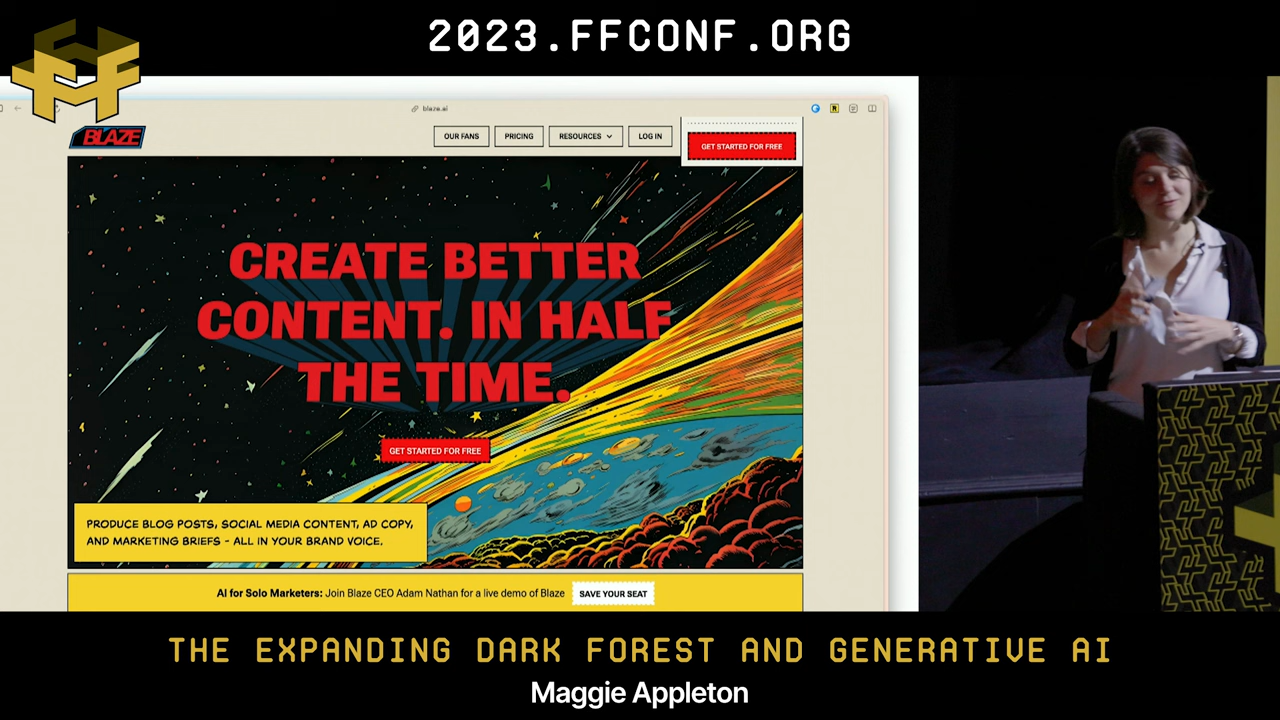 2023.FFCONF.ORG
blaze.ai
BLAZE
OUR FANS
PRICING
RESOURCES
LOG IN
GET STARTED FOR FREE
CREATE BETTER
CONTENT. IN HALF
THE TIME.
GET STARTED FOR FREE
PRODUCE BLOG POSTS, SOCIAL MEDIA CONTENT, AD COPY,
AND MARKETING BRIEFS - ALL IN YOUR BRAND VOICE.
AI for Solo Marketers: Join Blaze CEO Adam Nathan for a live demo of Blaze
SAVE YOUR SEAT
THE EXPANDING DARK FOREST AND GENERATIVE AI
Maggie Appleton